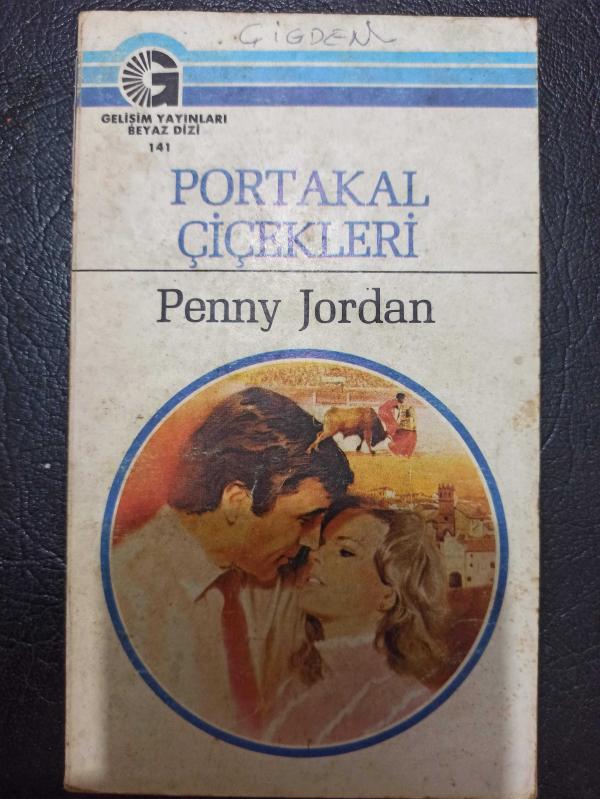 ÇİGDEM
G
GELİŞİM YAYINLARI
BEYAZ DİZİ
141
PORTAKAL
ÇİÇEKLERİ
Penny Jordan